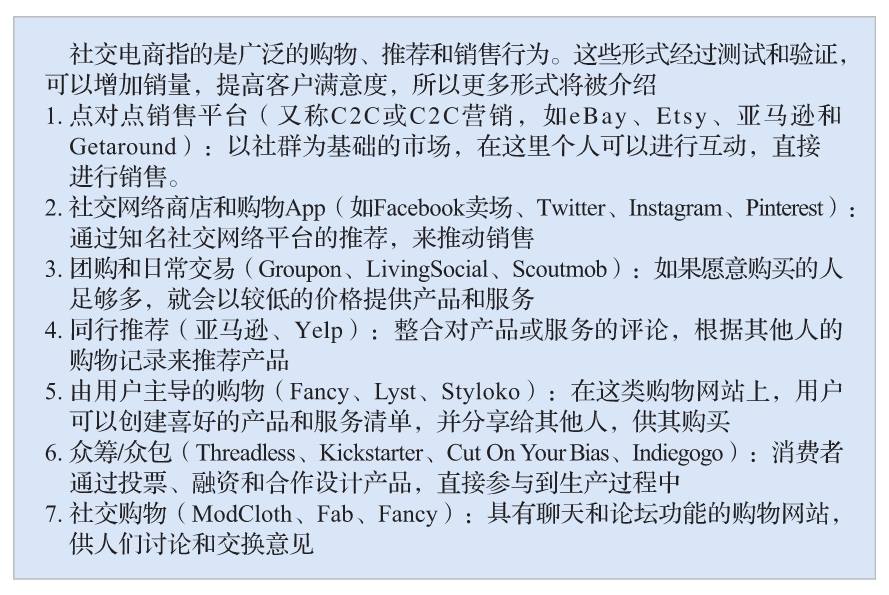 社交电商指的是广泛的购物、推荐和销售行为。这些形式经过测试和验证，
可以增加销量，提高客户满意度，所以更多形式将被介绍
1. 点对点销售平台（又称C2C或C2C营销，如eBay、Etsy、亚马逊和
Getaround）：以社群为基础的市场，在这里个人可以进行互动，直接
进行销售。
2. 社交网络商店和购物App（如Facebook卖场、Twitter、Instagram、Pinterest）：
通过知名社交网络平台的推荐，来推动销售
3. 团购和日常交易（Groupon、LivingSocial、Scoutmob）：如果愿意购买的人
足够多，就会以较低的价格提供产品和服务
4. 同行推荐（亚马逊、Yelp）：整合对产品或服务的评论，根据其他人的
购物记录来推荐产品
5. 由用户主导的购物（Fancy、Lyst、Styloko）：在这类购物网站上，用户
可以创建喜好的产品和服务清单，并分享给其他人，供其购买
6. 众筹/众包（Threadless、Kickstarter、Cut On Your Bias、Indiegogo）：消费者
通过投票、融资和合作设计产品，直接参与到生产过程中
7. 社交购物（ModCloth、Fab、Fancy）：具有聊天和论坛功能的购物网站，
供人们讨论和交换意见